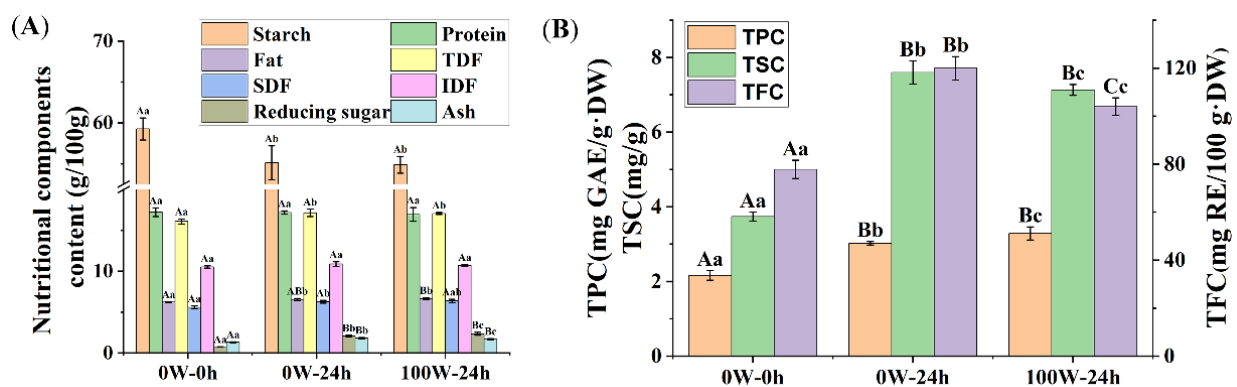 (A)
Nutritional components
content (g/100g)
70
60
10
0
Starch
Protein
Fat
TDF
SDF
IDF
Reducing sugar
Ash
Aa
Aa
Aa
Aa
Aa
Aa
Aa
Aa
Ab
Aa
ABb
Ab
Ab
Aa
Bb
Bb
Ab
Aa
Bb
Ab
Aab
Aa
Bc
Bc
0W-0h
0W-24h
100W-24h
(B)
TPC(mg GAE/g·DW)
TSC(mg/g)
8
6
4
2
0
TPC
TSC
TFC
Aa
Aa
Aa
Bb
Bb
Bb
Bc
Bc
Cc
0W-0h
0W-24h
100W-24h
120
80
40
0
TFC(mg RE/100 g·DW)